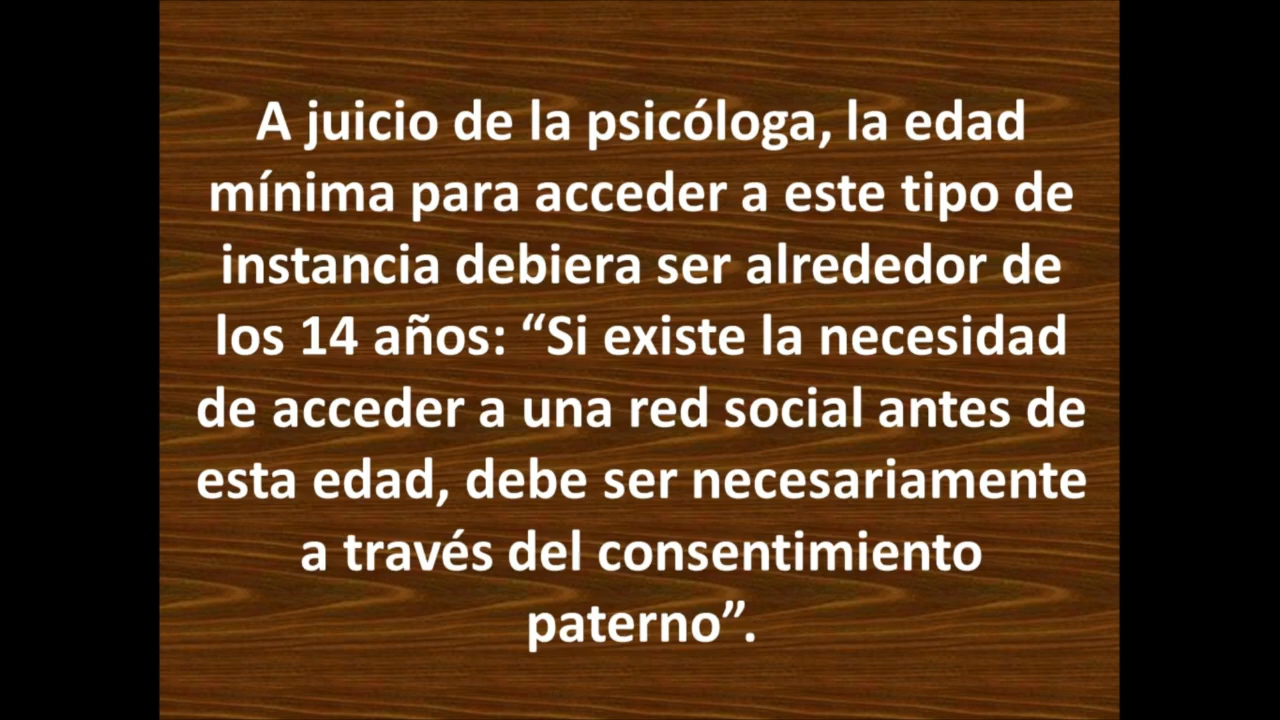 A juicio de la psicóloga, la edad
mínima para acceder a este tipo de
instancia debiera ser alrededor de
los 14 años: “Si existe la necesidad
de acceder a una red social antes de
esta edad, debe ser necesariamente
a través del consentimiento
paterno”.